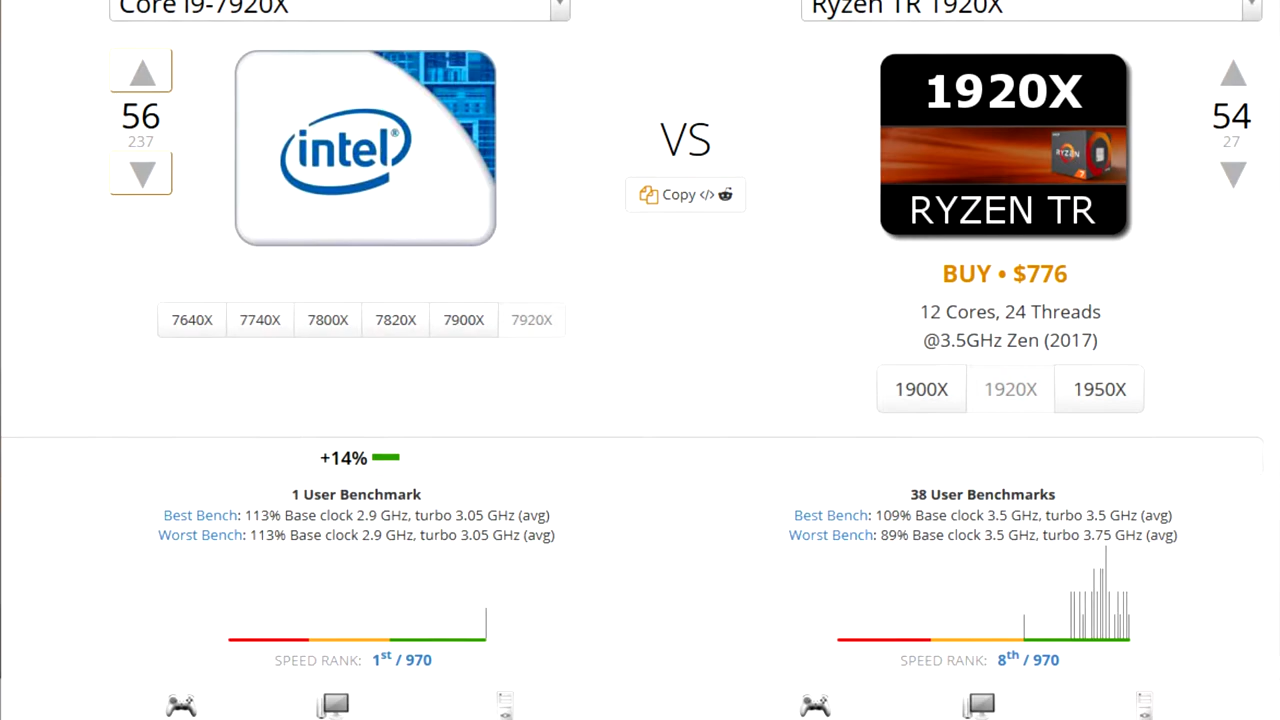 Core i9-7920X
Ryzen TR 1920X
56
237
intel®
VS
Copy </>
1920X
RYZEN
7
RYZEN TR
54
27
BUY • $776
12 Cores, 24 Threads
@3.5GHz Zen (2017)
7640X 7740X 7800X 7820X 7900X 7920X
1900X 1920X 1950X
+14%
1 User Benchmark
Best Bench: 113% Base clock 2.9 GHz, turbo 3.05 GHz (avg)
Worst Bench: 113% Base clock 2.9 GHz, turbo 3.05 GHz (avg)
38 User Benchmarks
Best Bench: 109% Base clock 3.5 GHz, turbo 3.5 GHz (avg)
Worst Bench: 89% Base clock 3.5 GHz, turbo 3.75 GHz (avg)
SPEED RANK: 1st / 970
SPEED RANK: 8th / 970